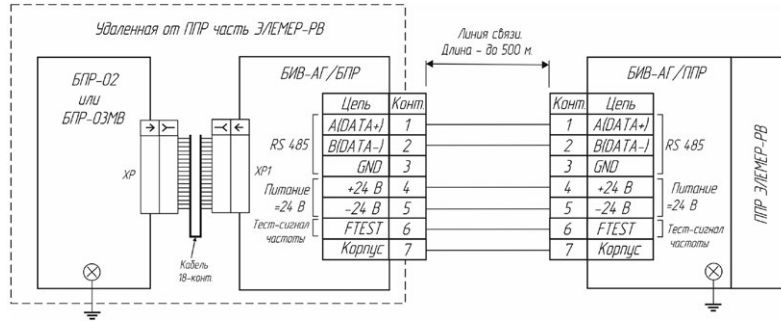 Удаленная от ППР часть ЭЛЕМЕР-РВ
БПР-02
или
БПР-03МВ
ХР
Кабель
18-конт.
БИВ-АГ/БПР
ХР1
Цепь Конт.
RS 485
A(DATA+) 1
B(DATA-) 2
GND 3
Питание
=24 В
+24 В 4
-24 В 5
Тест-сигнал
частоты
FTEST 6
Корпус 7
Линия связи.
Длина - до 500 м.
БИВ-АГ/ППР
Конт. Цепь
1 A(DATA+)
2 B(DATA-)
3 GND
RS 485
4 +24 В
5 -24 В
Питание
=24 В
6 FTEST
Тест-сигнал
частоты
7 Корпус
ППР ЭЛЕМЕР-РВ